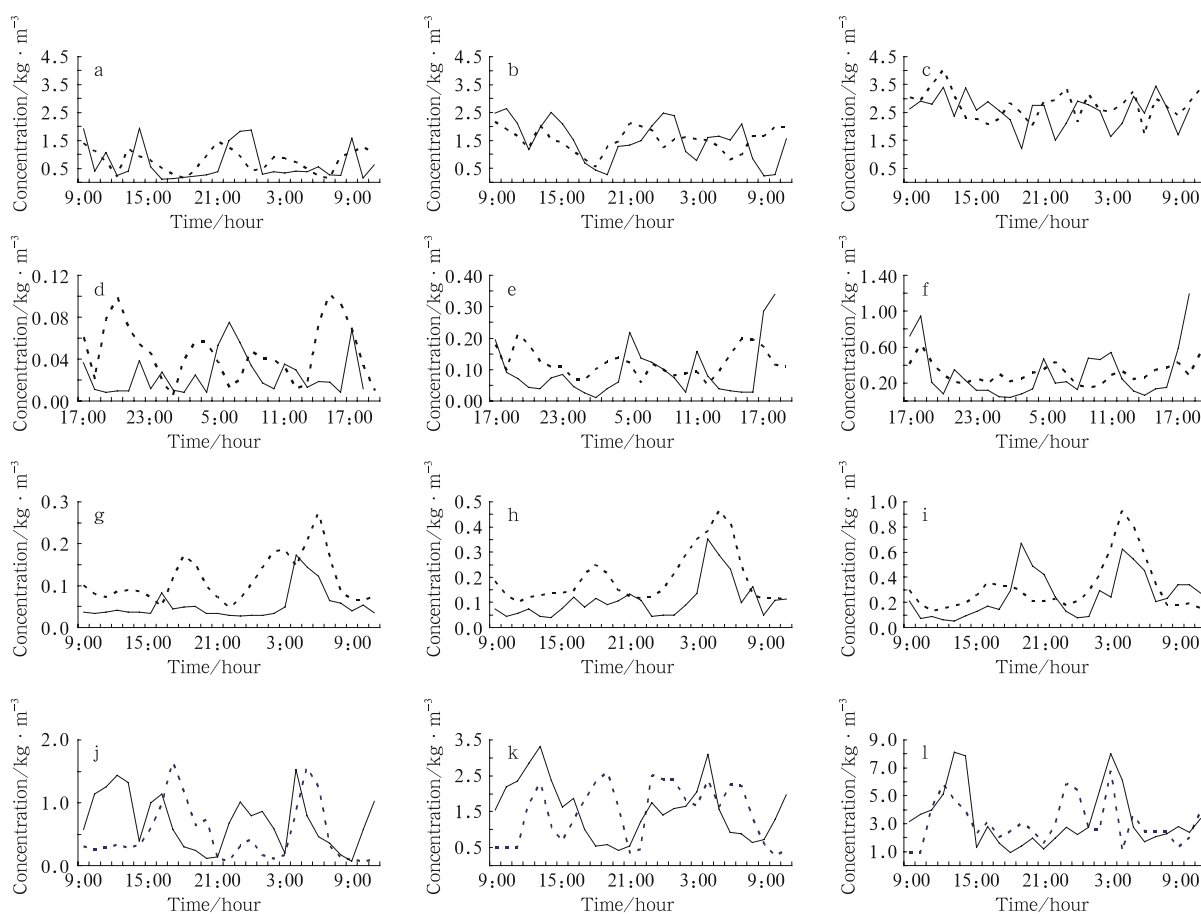 Concentration/kg · m⁻³
4.5
3.5
2.5
1.5
0.5
a
9:00 15:00 21:00 3:00 9:00
Time/hour
Concentration/kg · m⁻³
4.5
3.5
2.5
1.5
0.5
b
9:00 15:00 21:00 3:00 9:00
Time/hour
Concentration/kg · m⁻³
4.5
3.5
2.5
1.5
0.5
c
9:00 15:00 21:00 3:00 9:00
Time/hour
Concentration/kg · m⁻³
0.12
0.08
0.04
0.00
d
17:00 23:00 5:00 11:00 17:00
Time/hour
Concentration/kg · m⁻³
0.40
0.30
0.20
0.10
0.00
e
17:00 23:00 5:00 11:00 17:00
Time/hour
Concentration/kg · m⁻³
1.40
1.00
0.60
0.20
f
17:00 23:00 5:00 11:00 17:00
Time/hour
Concentration/kg · m⁻³
0.3
0.2
0.1
0.0
g
9:00 15:00 21:00 3:00 9:00
Time/hour
Concentration/kg · m⁻³
0.5
0.4
0.3
0.2
0.1
0.0
h
9:00 15:00 21:00 3:00 9:00
Time/hour
Concentration/kg · m⁻³
1.0
0.8
0.6
0.4
0.2
0.0
i
9:00 15:00 21:00 3:00 9:00
Time/hour
Concentration/kg · m⁻³
2.0
1.0
0.0
j
9:00 15:00 21:00 3:00 9:00
Time/hour
Concentration/kg · m⁻³
3.5
2.5
1.5
0.5
k
9:00 15:00 21:00 3:00 9:00
Time/hour
Concentration/kg · m⁻³
9.0
7.0
5.0
3.0
1.0
l
9:00 15:00 21:00 3:00 9:00
Time/hour